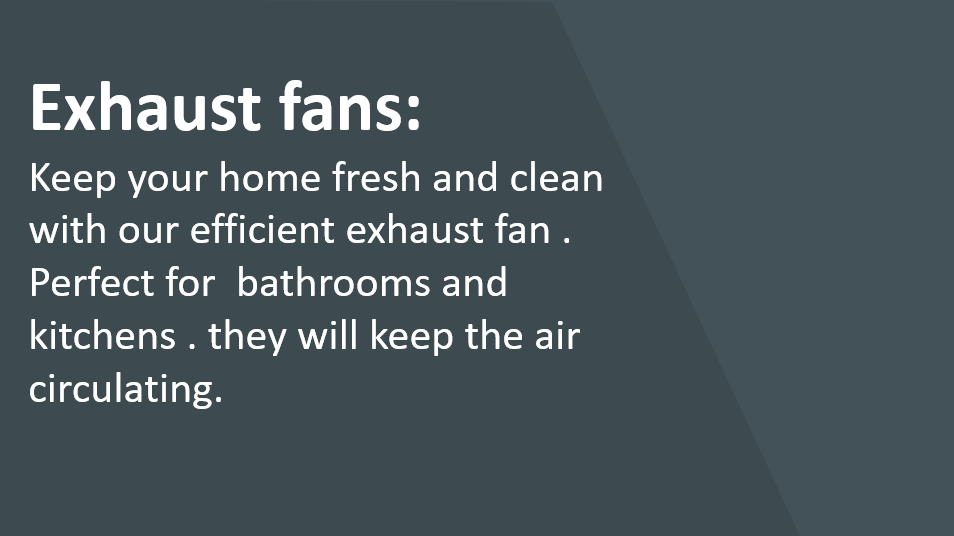 Exhaust fans:
Keep your home fresh and clean
with our efficient exhaust fan .
Perfect for  bathrooms and
kitchens . they will keep the air
circulating.